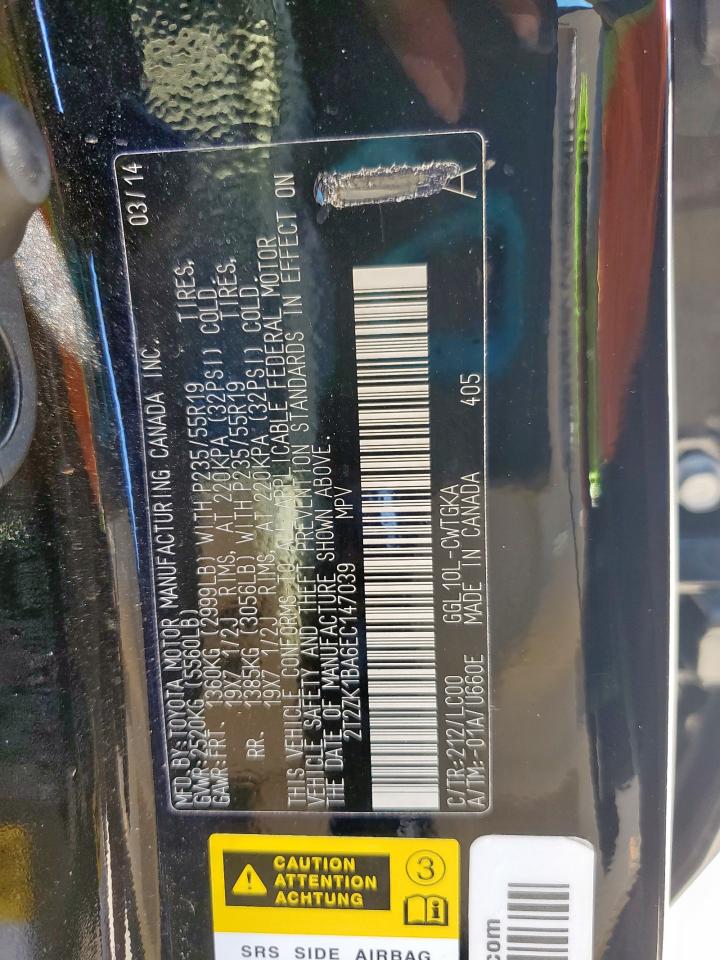 MFD BY:TOYOTA MOTOR MANUFACTURING CANADA INC. 03/14
GVWR:2520KG (5560LB)
GAWR:FRT. 1360KG (2999LB) WITH P235/55R19 TIRES,
19X7 1/2J RIMS, AT 220KPA (32PSI) COLD
RR. 1385KG (3056LB) WITH P235/55R19 TIRES,
19X7 1/2J RIMS, AT 220KPA (32PSI) COLD.
THIS VEHICLE CONFORMS TO ALL APPLICABLE FEDERAL MOTOR
VEHICLE SAFETY AND THEFT PREVENTION STANDARDS IN EFFECT ON
THE DATE OF MANUFACTURE SHOWN ABOVE.
2T2ZK1BA6EC147039 MPV
A
C/TR:212/LC00 GGL10L-CWTGKA 405
A/TM:-01A/U660E MADE IN CANADA
CAUTION
ATTENTION
ACHTUNG
3
i
SRS SIDE AIRBAG
com